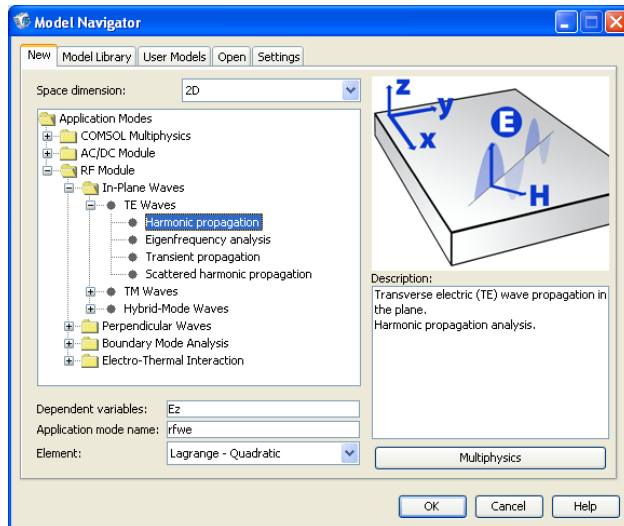 Model Navigator
New Model Library User Models Open Settings
Space dimension: 2D
Application Modes
COMSOL Multiphysics
AC/DC Module
RF Module
In-Plane Waves
TE Waves
Harmonic propagation
Eigenfrequency analysis
Transient propagation
Scattered harmonic propagation
TM Waves
Hybrid-Mode Waves
Perpendicular Waves
Boundary Mode Analysis
Electro-Thermal Interaction
z
y
x
E
H
Description:
Transverse electric (TE) wave propagation in
the plane.
Harmonic propagation analysis.
Dependent variables: Ez
Application mode name: rfwe
Element: Lagrange - Quadratic
Multiphysics
OK Cancel Help